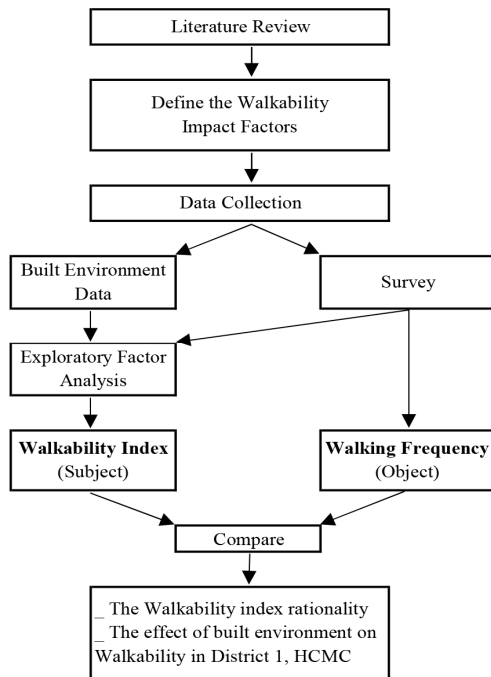 Literature Review
Define the Walkability
Impact Factors
Data Collection
Built Environment
Data
Survey
Exploratory Factor
Analysis
Walkability Index
(Subject)
Walking Frequency
(Object)
Compare
_ The Walkability index rationality
_ The effect of built environment on
Walkability in District 1, HCMC